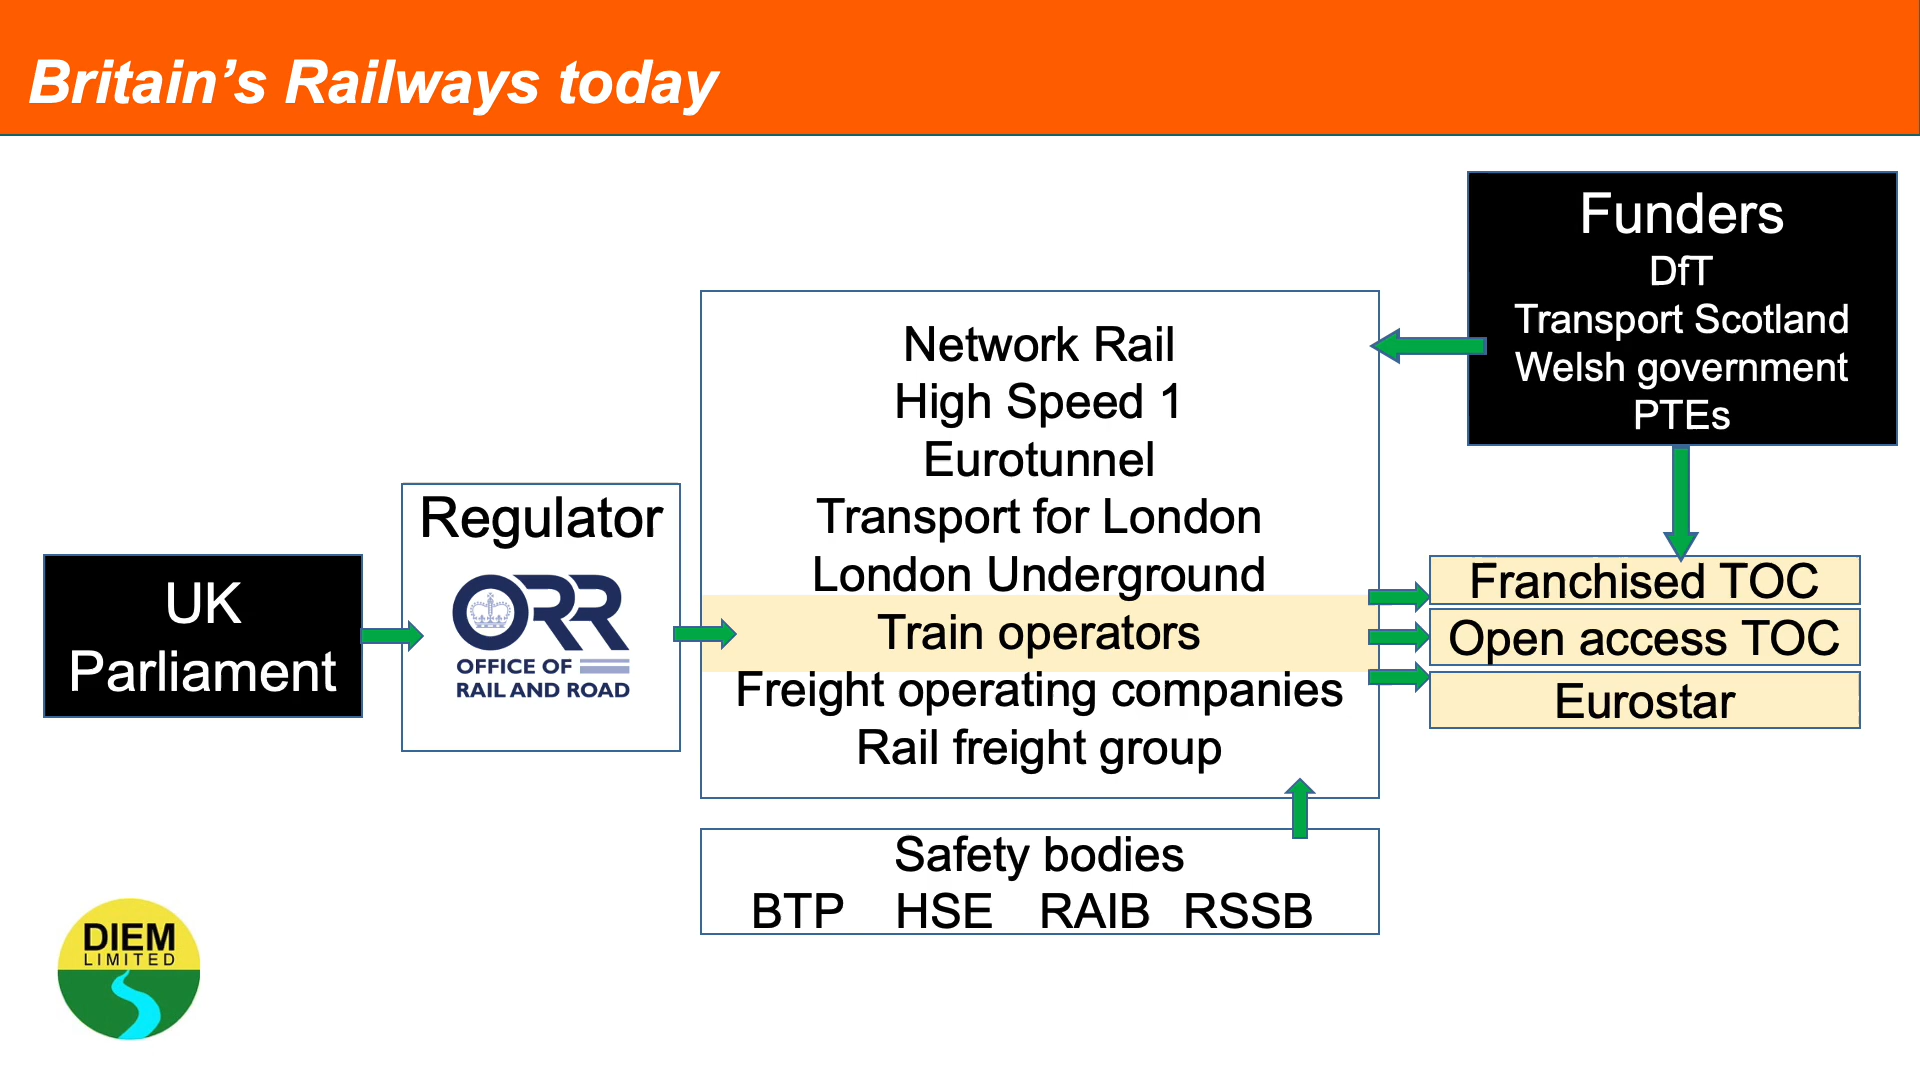 Britain’s Railways today
Funders
DfT
Transport Scotland
Welsh government
PTEs
Network Rail
High Speed 1
Eurotunnel
Transport for London
London Underground
Train operators
Freight operating companies
Rail freight group
Regulator
ORR
OFFICE OF
RAIL AND ROAD
UK
Parliament
Franchised TOC
Open access TOC
Eurostar
Safety bodies
BTP HSE RAIB RSSB
DIEM
LIMITED